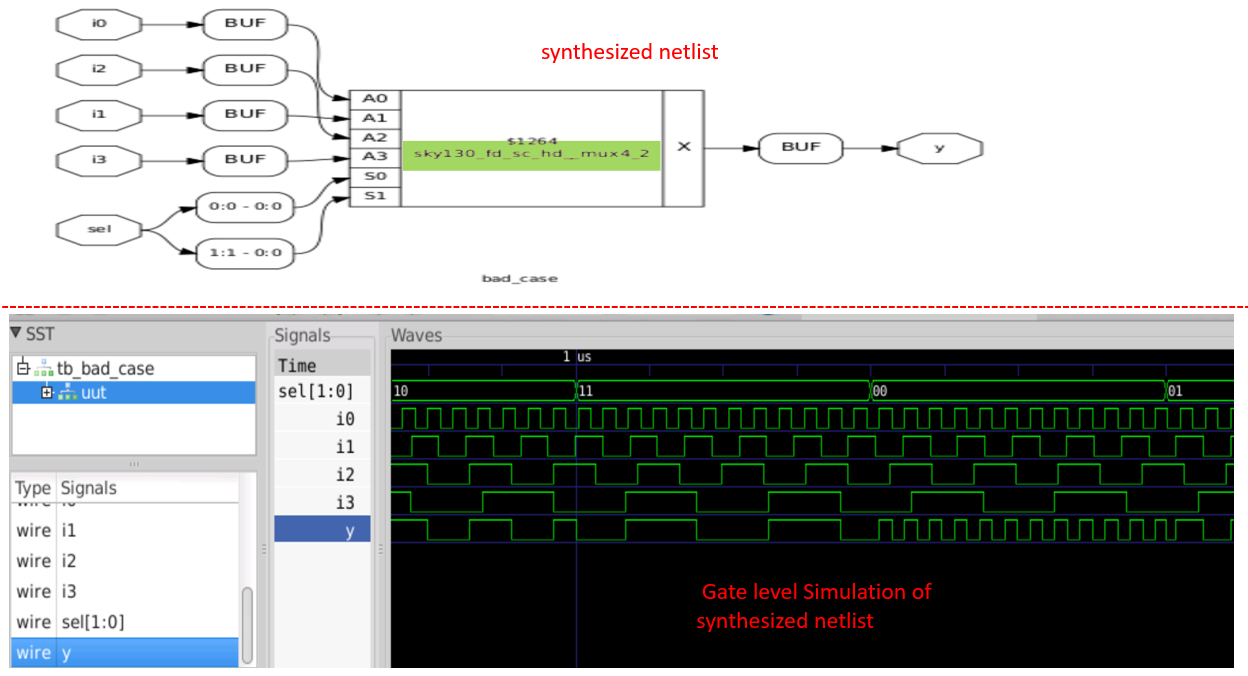 i0 BUF
synthesized netlist
i2 BUF
i1 BUF
i3 BUF
A0
A1
A2
A3
S0
S1
$1264
sky130_fd_sc_hd__mux4_2
X BUF y
sel 0:0 - 0:0
1:1 - 0:0
bad_case
SST
tb_bad_case
uut
Type Signals
wire i1
wire i2
wire i3
wire sel[1:0]
wire y
Signals
Time
sel[1:0]
i0
i1
i2
i3
y
Waves
1 us
10 11 00 01
Gate level Simulation of
synthesized netlist